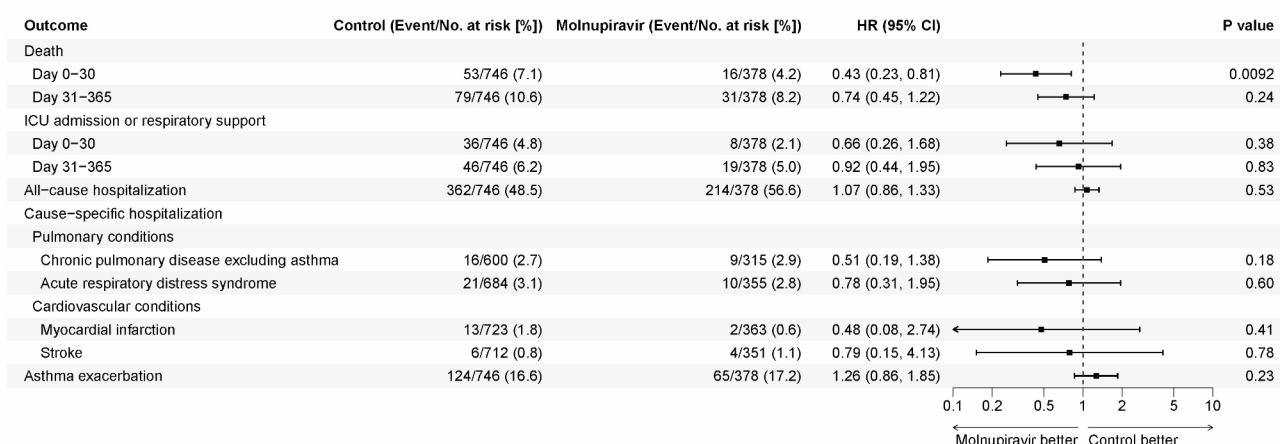 Outcome Control (Event/No. at risk [%]) Molnupiravir (Event/No. at risk [%]) HR (95% CI) P value
Death
Day 0−30 53/746 (7.1) 16/378 (4.2) 0.43 (0.23, 0.81) 0.0092
Day 31−365 79/746 (10.6) 31/378 (8.2) 0.74 (0.45, 1.22) 0.24
ICU admission or respiratory support
Day 0−30 36/746 (4.8) 8/378 (2.1) 0.66 (0.26, 1.68) 0.38
Day 31−365 46/746 (6.2) 19/378 (5.0) 0.92 (0.44, 1.95) 0.83
All−cause hospitalization 362/746 (48.5) 214/378 (56.6) 1.07 (0.86, 1.33) 0.53
Cause−specific hospitalization
Pulmonary conditions
Chronic pulmonary disease excluding asthma 16/600 (2.7) 9/315 (2.9) 0.51 (0.19, 1.38) 0.18
Acute respiratory distress syndrome 21/684 (3.1) 10/355 (2.8) 0.78 (0.31, 1.95) 0.60
Cardiovascular conditions
Myocardial infarction 13/723 (1.8) 2/363 (0.6) 0.48 (0.08, 2.74) 0.41
Stroke 6/712 (0.8) 4/351 (1.1) 0.79 (0.15, 4.13) 0.78
Asthma exacerbation 124/746 (16.6) 65/378 (17.2) 1.26 (0.86, 1.85) 0.23
0.1 0.2 0.5 1 2 5 10
Molnupiravir better Control better